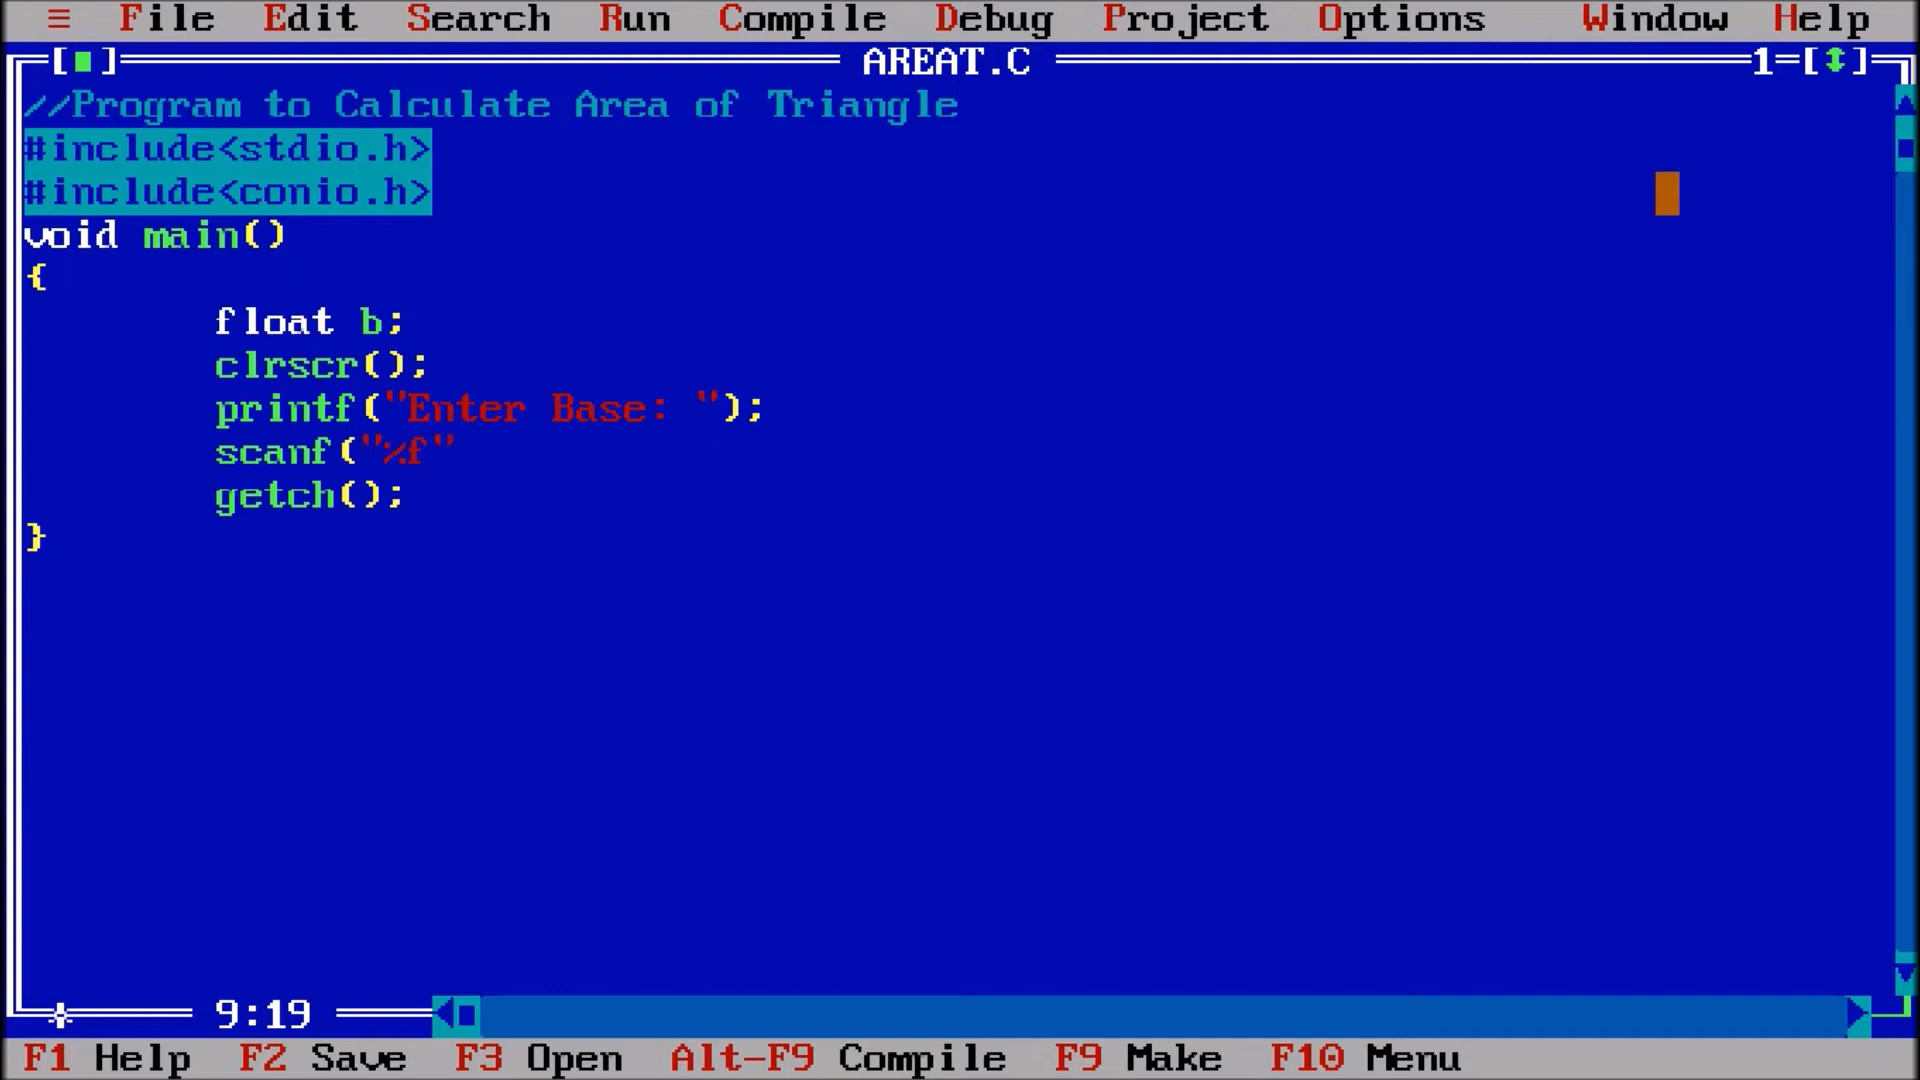 ≡ File Edit Search Run Compile Debug Project Options Window Help
[■] AREAT.C 1=[↕]
//Program to Calculate Area of Triangle
#include<stdio.h>
#include<conio.h>
void main()
{
float b;
clrscr();
printf("Enter Base: ");
scanf("%f"
getch();
}
9:19
F1 Help F2 Save F3 Open Alt-F9 Compile F9 Make F10 Menu